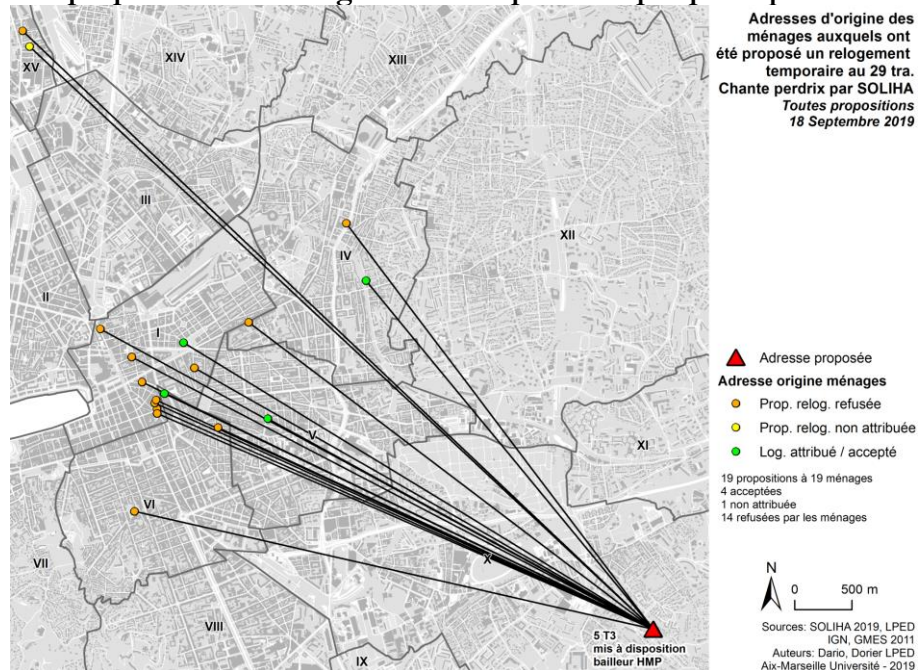 Adresses d'origine des
ménages auxquels ont
été proposé un relogement
temporaire au 29 tra.
Chante perdrix par SOLIHA
Toutes propositions
18 Septembre 2019
XV
XIV
XIII
III
IV
XII
II
I
V
XI
VI
VII
X
VIII
IX
5 T3
mis à disposition
bailleur HMP
Adresse proposée
Adresse origine ménages
Prop. relog. refusée
Prop. relog. non attribuée
Log. attribué / accepté
19 propositions à 19 ménages
4 acceptées
1 non attribuée
14 refusées par les ménages
N
0 500 m
Sources: SOLIHA 2019, LPED
IGN, GMES 2011
Auteurs: Dario, Dorier LPED
Aix-Marseille Université - 2019